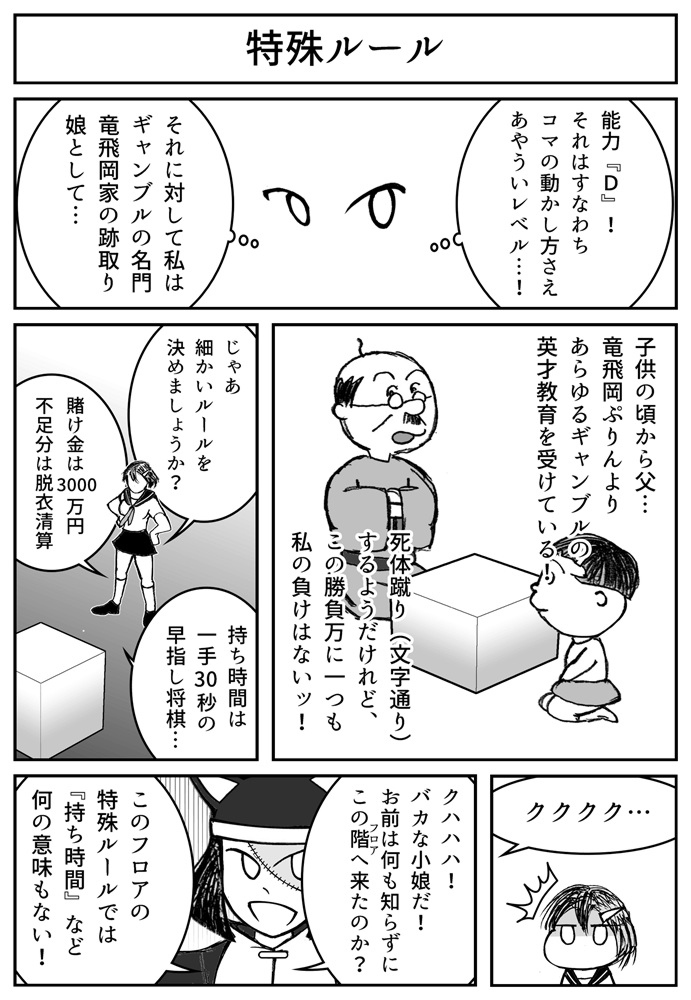 特殊ルール
能力『D』！
それはすなわち
コマの動かし方さえ
あやういレベル…！
それに対して私は
ギャンブルの名門
竜飛岡家の跡取り
娘として…
子供の頃から父…
竜飛岡ぷりんより
あらゆるギャンブルの
英才教育を受けている！
死体蹴り（文字通り）
するようだけれど、
この勝負万に一つも
私の負けはないッ！
じゃあ
細かいルールを
決めましょうか？
賭け金は
3000万円
不足分は脱衣清算
持ち時間は
一手30秒の
早指し将棋…
クククク…
クハハハ！
バカな小娘だ！
お前は何も知らずに
この階へ来たのか？
フロア
このフロアの
特殊ルールでは
『持ち時間』など
何の意味もない！